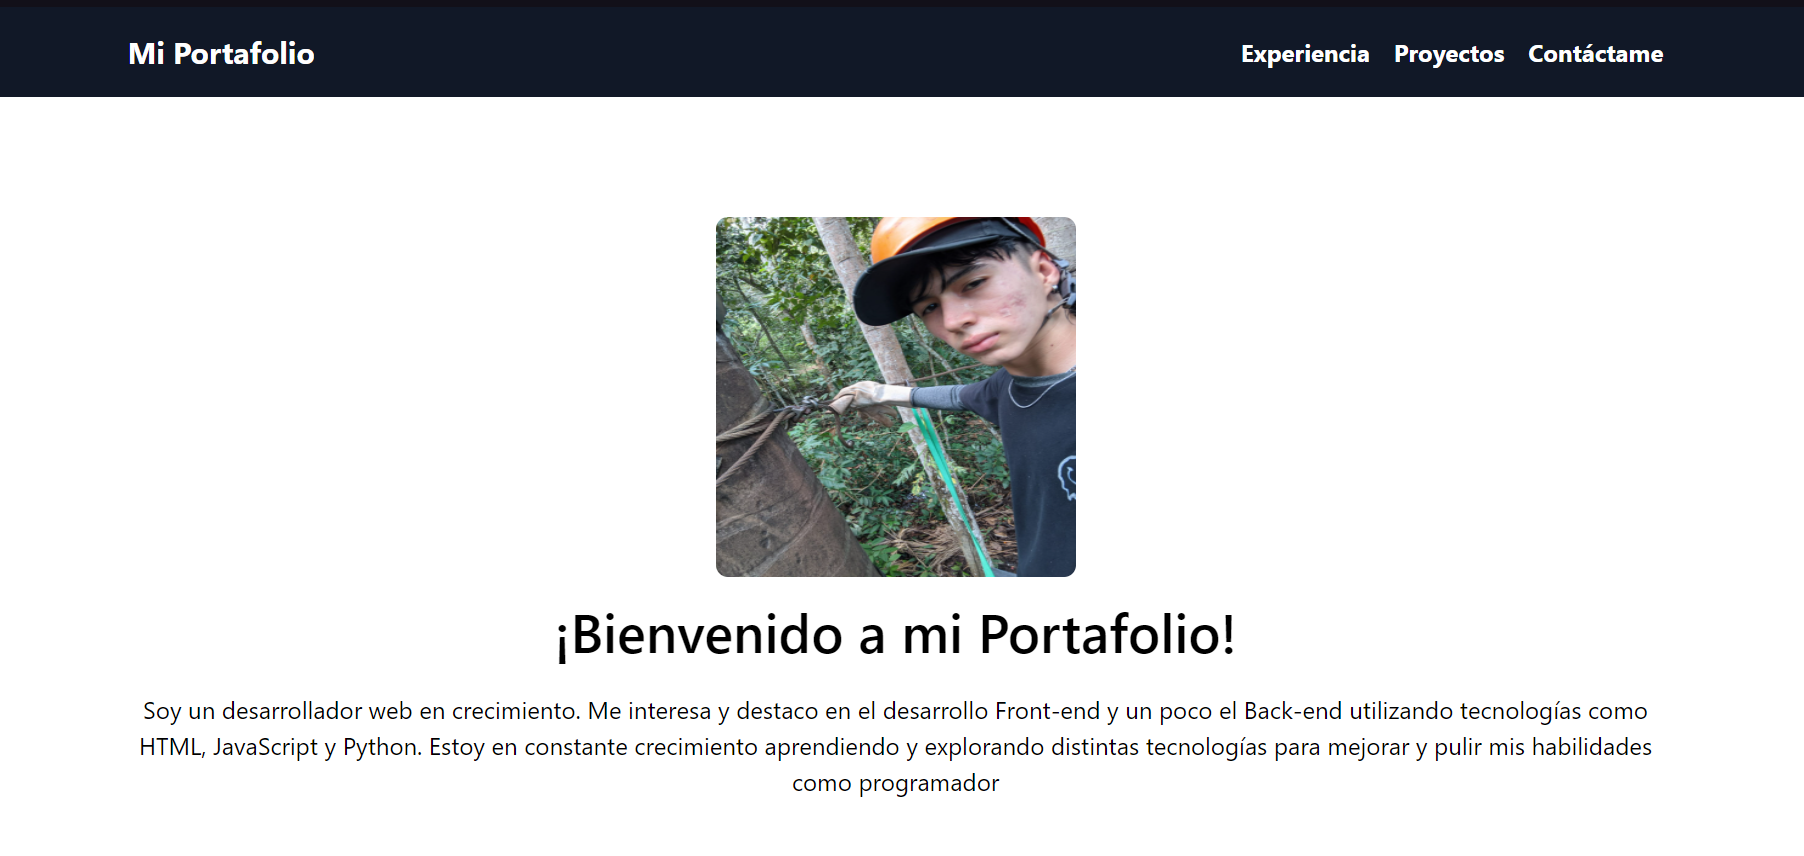 Mi Portafolio
Experiencia Proyectos Contáctame
¡Bienvenido a mi Portafolio!
Soy un desarrollador web en crecimiento. Me interesa y destaco en el desarrollo Front-end y un poco el Back-end utilizando tecnologías como
HTML, JavaScript y Python. Estoy en constante crecimiento aprendiendo y explorando distintas tecnologías para mejorar y pulir mis habilidades
como programador